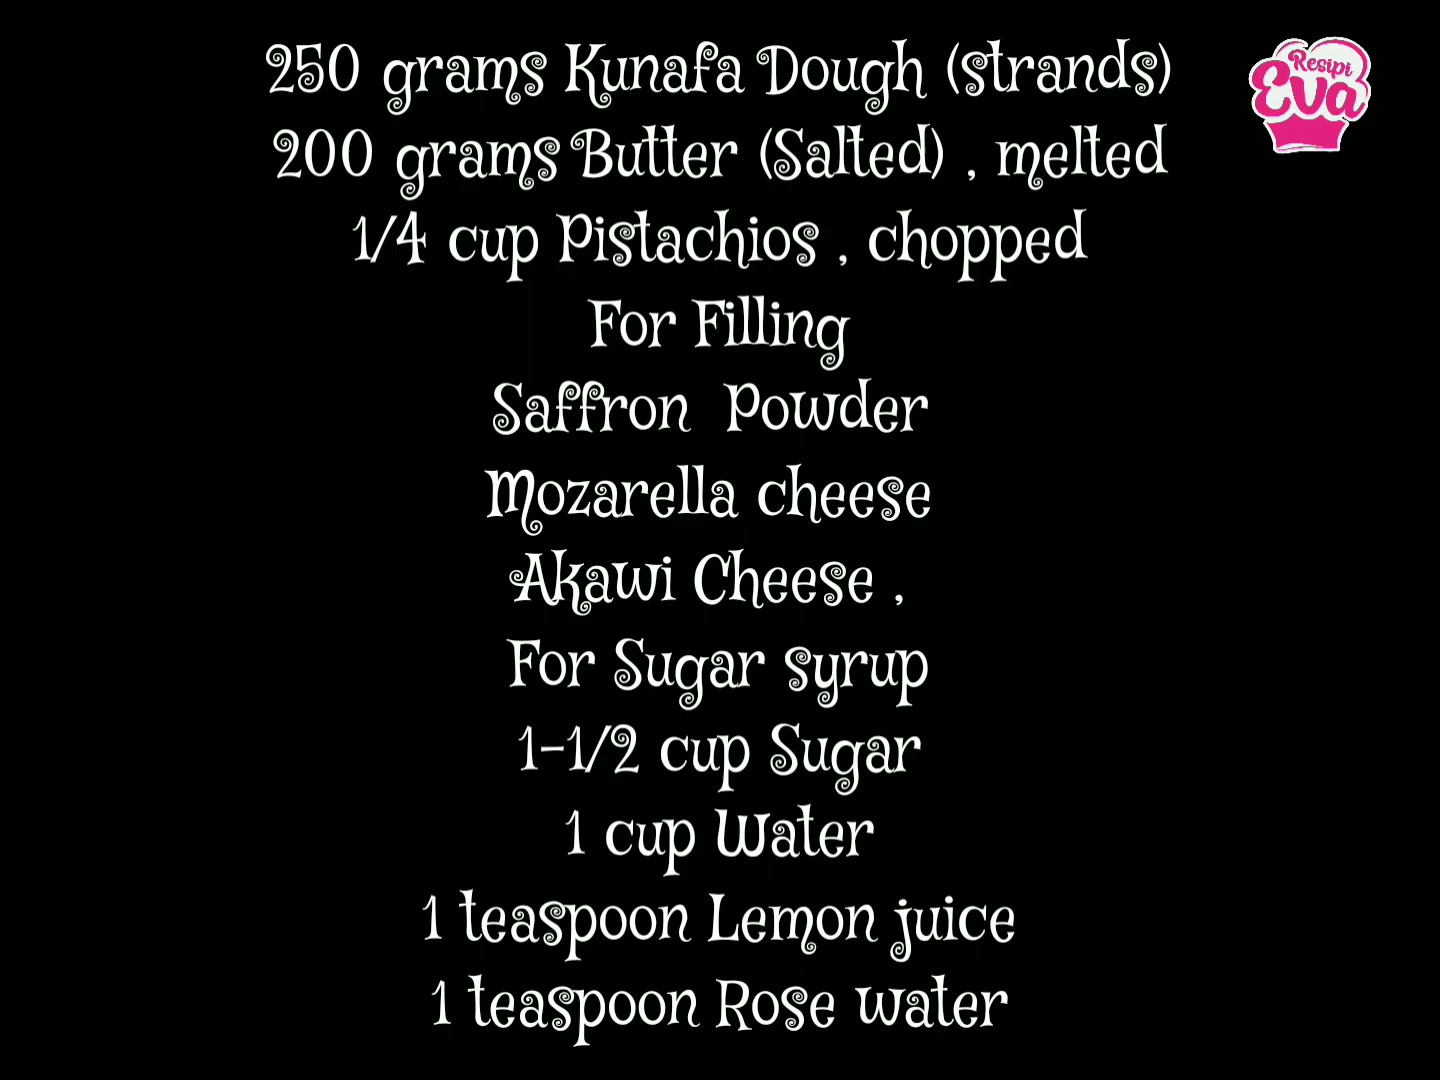 250 grams Kunafa Dough (strands)
200 grams Butter (Salted) , melted
1/4 cup Pistachios , chopped
For Filling
Saffron Powder
Mozarella cheese
Akawi Cheese ,
For Sugar syrup
1-1/2 cup Sugar
1 cup Water
1 teaspoon Lemon juice
1 teaspoon Rose water
Resipi
Eva